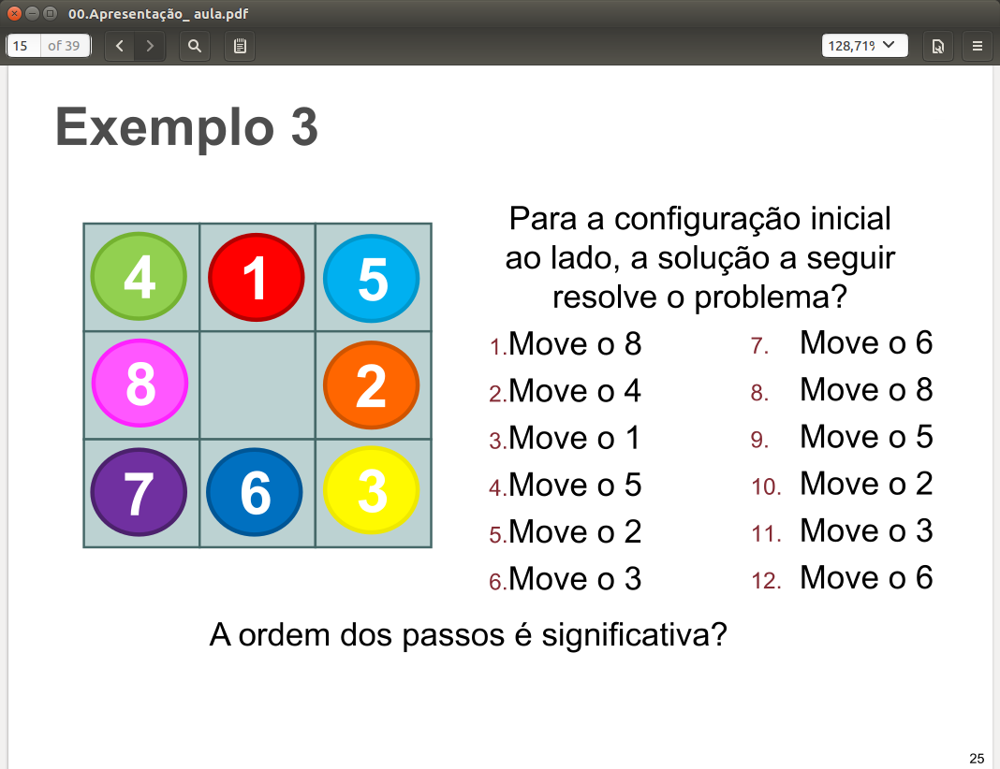 00.Apresentação_ aula.pdf
15 of 39
128,71%
Exemplo 3
4 1 5
8 2
7 6 3
Para a configuração inicial
ao lado, a solução a seguir
resolve o problema?
1.Move o 8
2.Move o 4
3.Move o 1
4.Move o 5
5.Move o 2
6.Move o 3
7. Move o 6
8. Move o 8
9. Move o 5
10. Move o 2
11. Move o 3
12. Move o 6
A ordem dos passos é significativa?
25